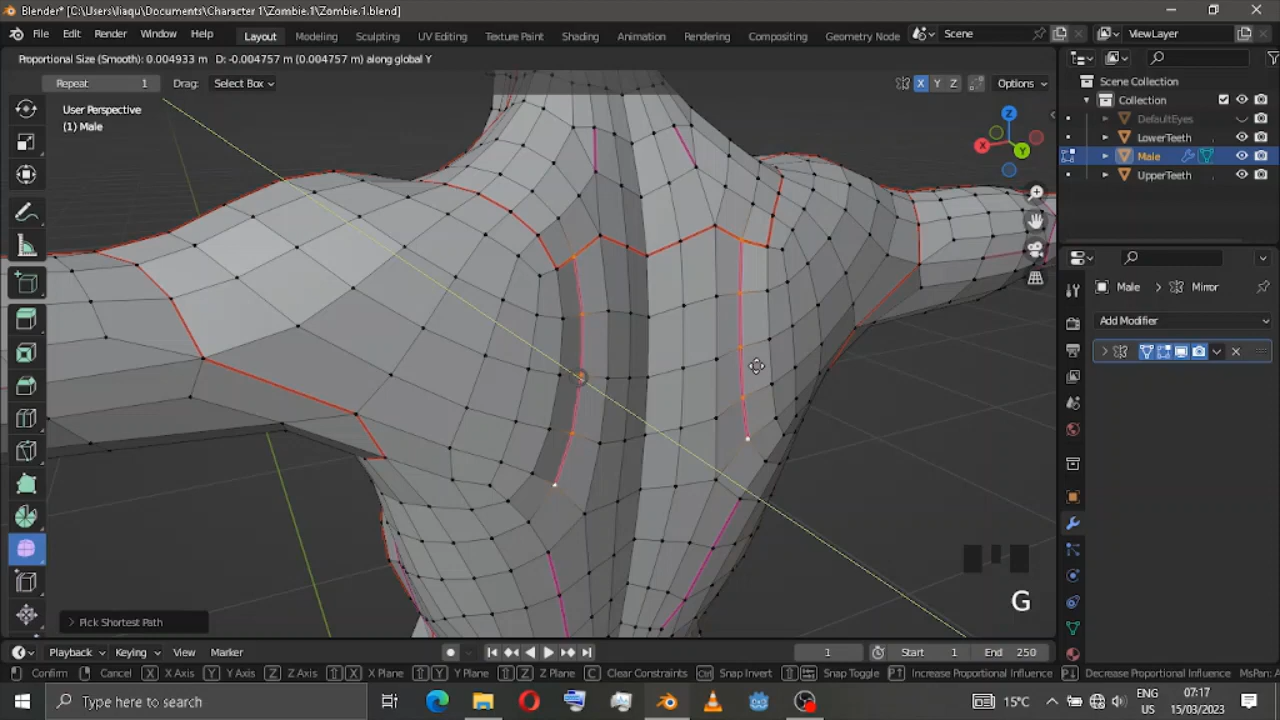 Blender* [C:\Users\liaqu\Documents\Character 1\Zombie.1\Zombie.1.blend]
File Edit Render Window Help Layout Modeling Sculpting UV Editing Texture Paint Shading Animation Rendering Compositing Geometry Node Scene ViewLayer
Proportional Size (Smooth): 0.004933 m D: -0.004757 m (0.004757 m) along global Y
Repeat 1 Drag: Select Box X Y Z Options
User Perspective
(1) Male
Scene Collection
Collection
DefaultEyes
LowerTeeth
Male
UpperTeeth
Z
X
Y
Male > Mirror
Add Modifier
G
Pick Shortest Path
Playback Keying View Marker 1 Start 1 End 250
Confirm Cancel X X Axis Y Y Axis Z Z Axis X X Plane Y Y Plane Z Z Plane C Clear Constraints Ctrl Snap Invert Snap Toggle Increase Proportional Influence Decrease Proportional Influence MsPan:
Type here to search 15°C ENG US 07:17 15/03/2023